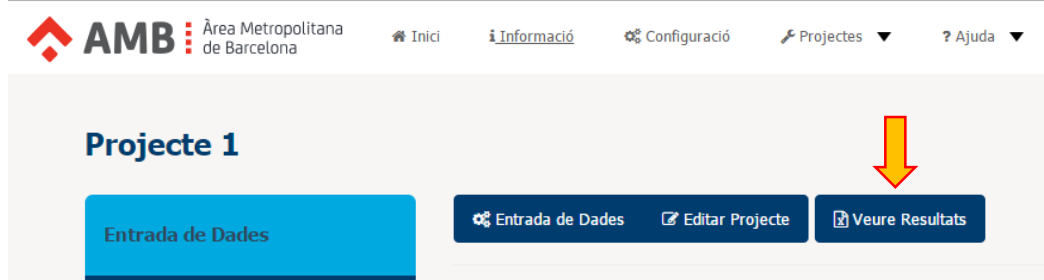 AMB Àrea Metropolitana
de Barcelona
Inici
Informació
Configuració
Projectes
? Ajuda
Projecte 1
Entrada de Dades
Entrada de Dades
Editar Projecte
Veure Resultats